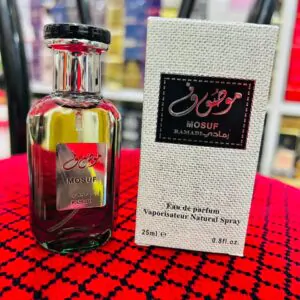 موصوف
MOSUF
موصوف
MOSUF
RAMADI رمادي
Eau de parfum
Vaporisateur Natural Spray
25ml ℮ 0.8fl.oz.